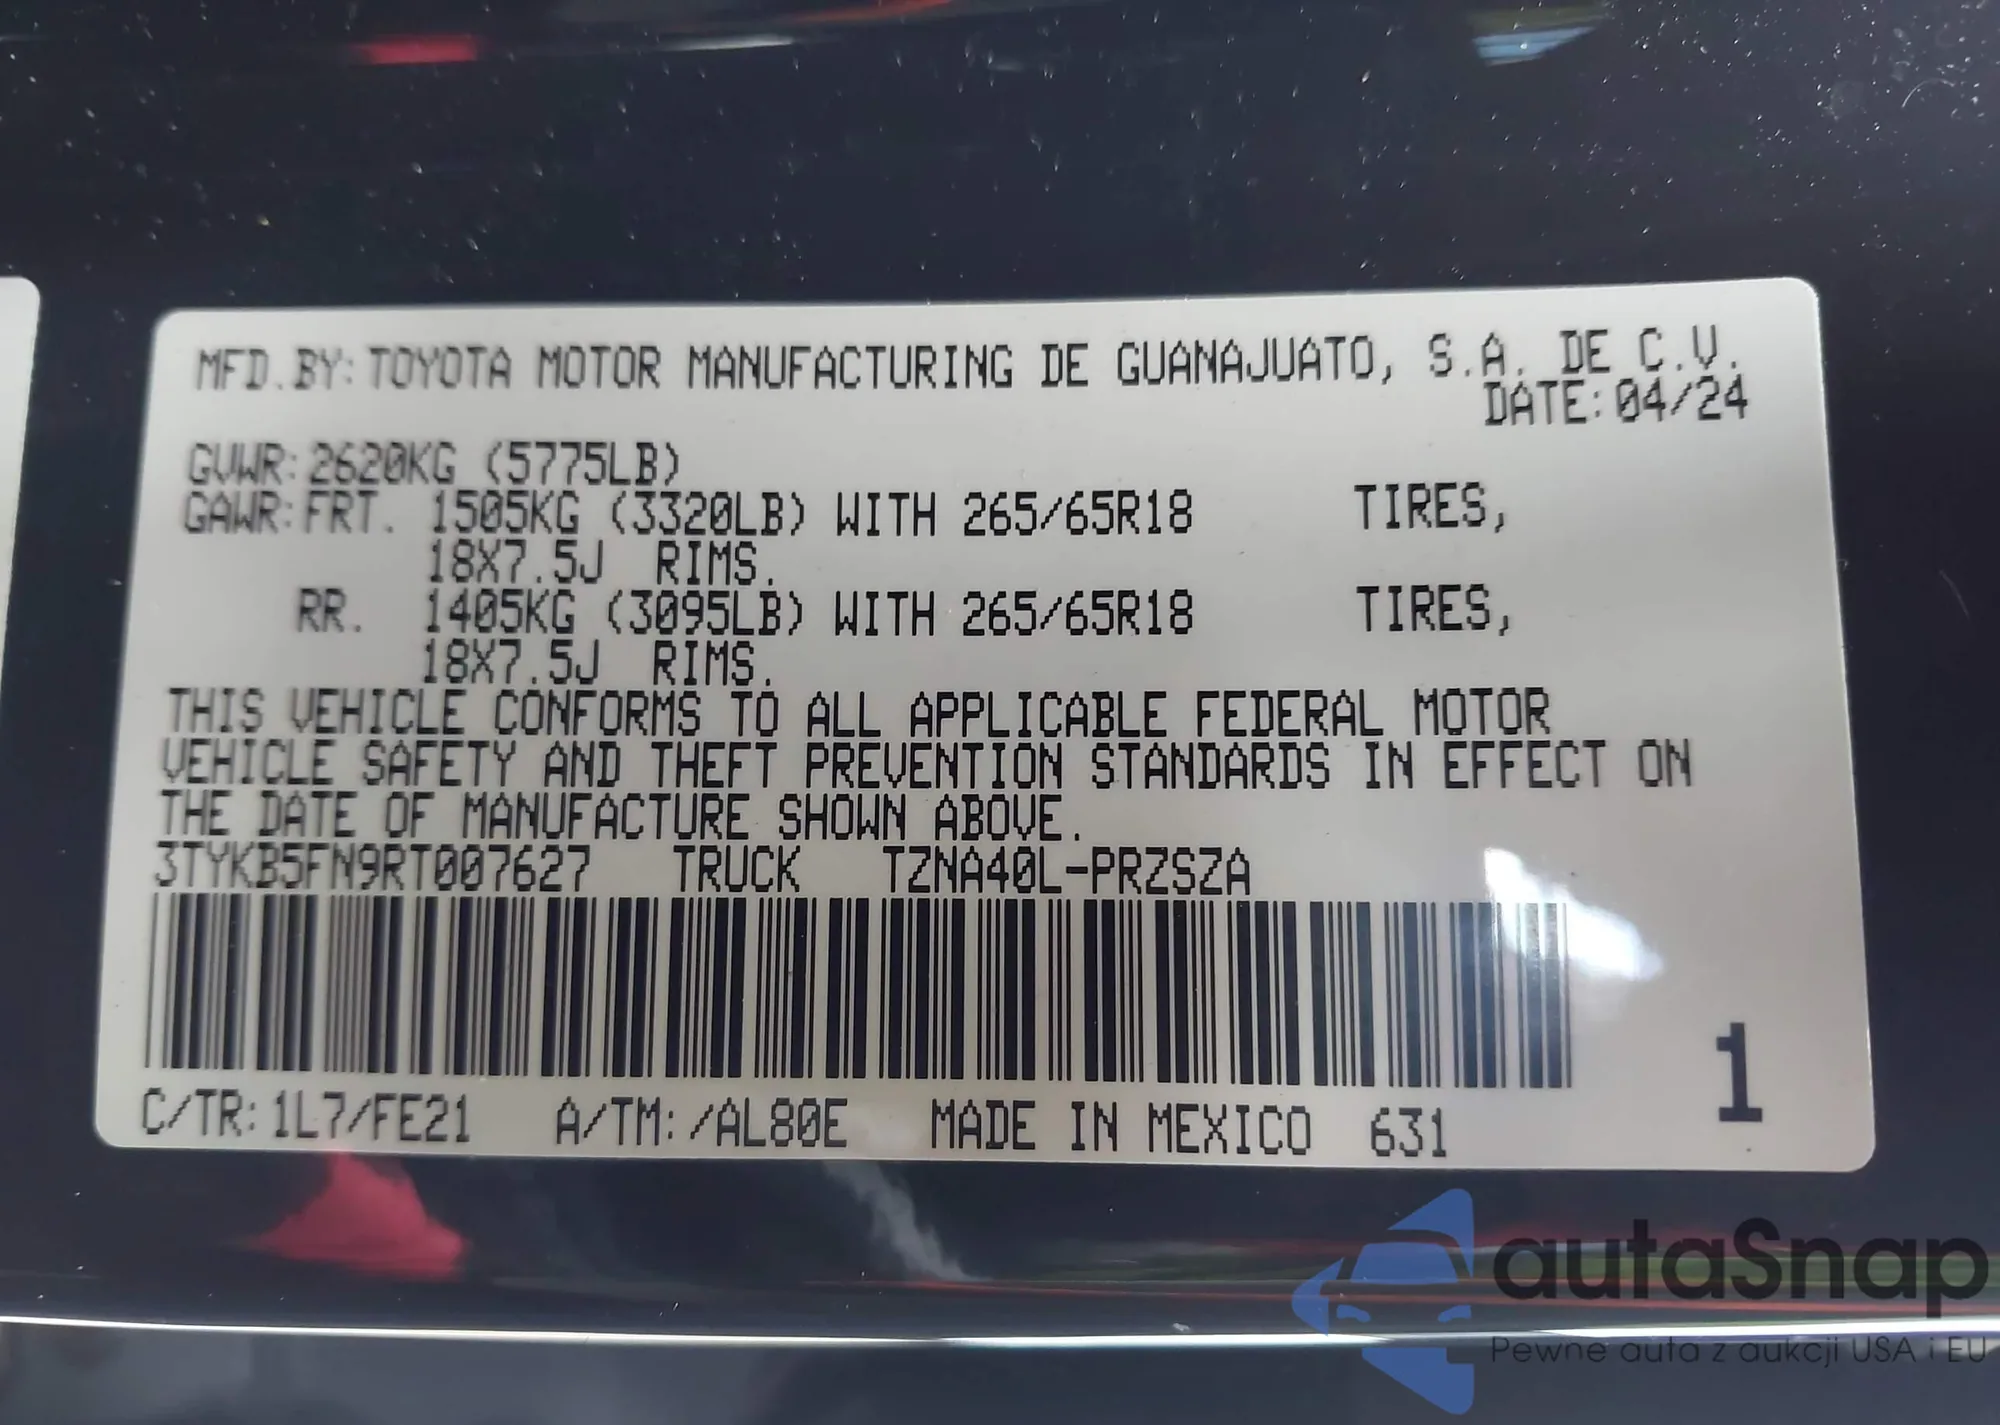 MFD.BY:TOYOTA MOTOR MANUFACTURING DE GUANAJUATO, S.A. DE C.V.
DATE:04/24
GVWR:2620KG (5775LB)
GAWR:FRT. 1505KG (3320LB) WITH 265/65R18 TIRES,
18X7.5J RIMS.
RR. 1405KG (3095LB) WITH 265/65R18 TIRES,
18X7.5J RIMS.
THIS VEHICLE CONFORMS TO ALL APPLICABLE FEDERAL MOTOR
VEHICLE SAFETY AND THEFT PREVENTION STANDARDS IN EFFECT ON
THE DATE OF MANUFACTURE SHOWN ABOVE.
3TYKB5FN9RT007627 TRUCK TZNA40L-PRZSZA
C/TR:1L7/FE21 A/TM:/AL80E MADE IN MEXICO 631
1
autaSnap
Pewne auta z aukcji USA i EU